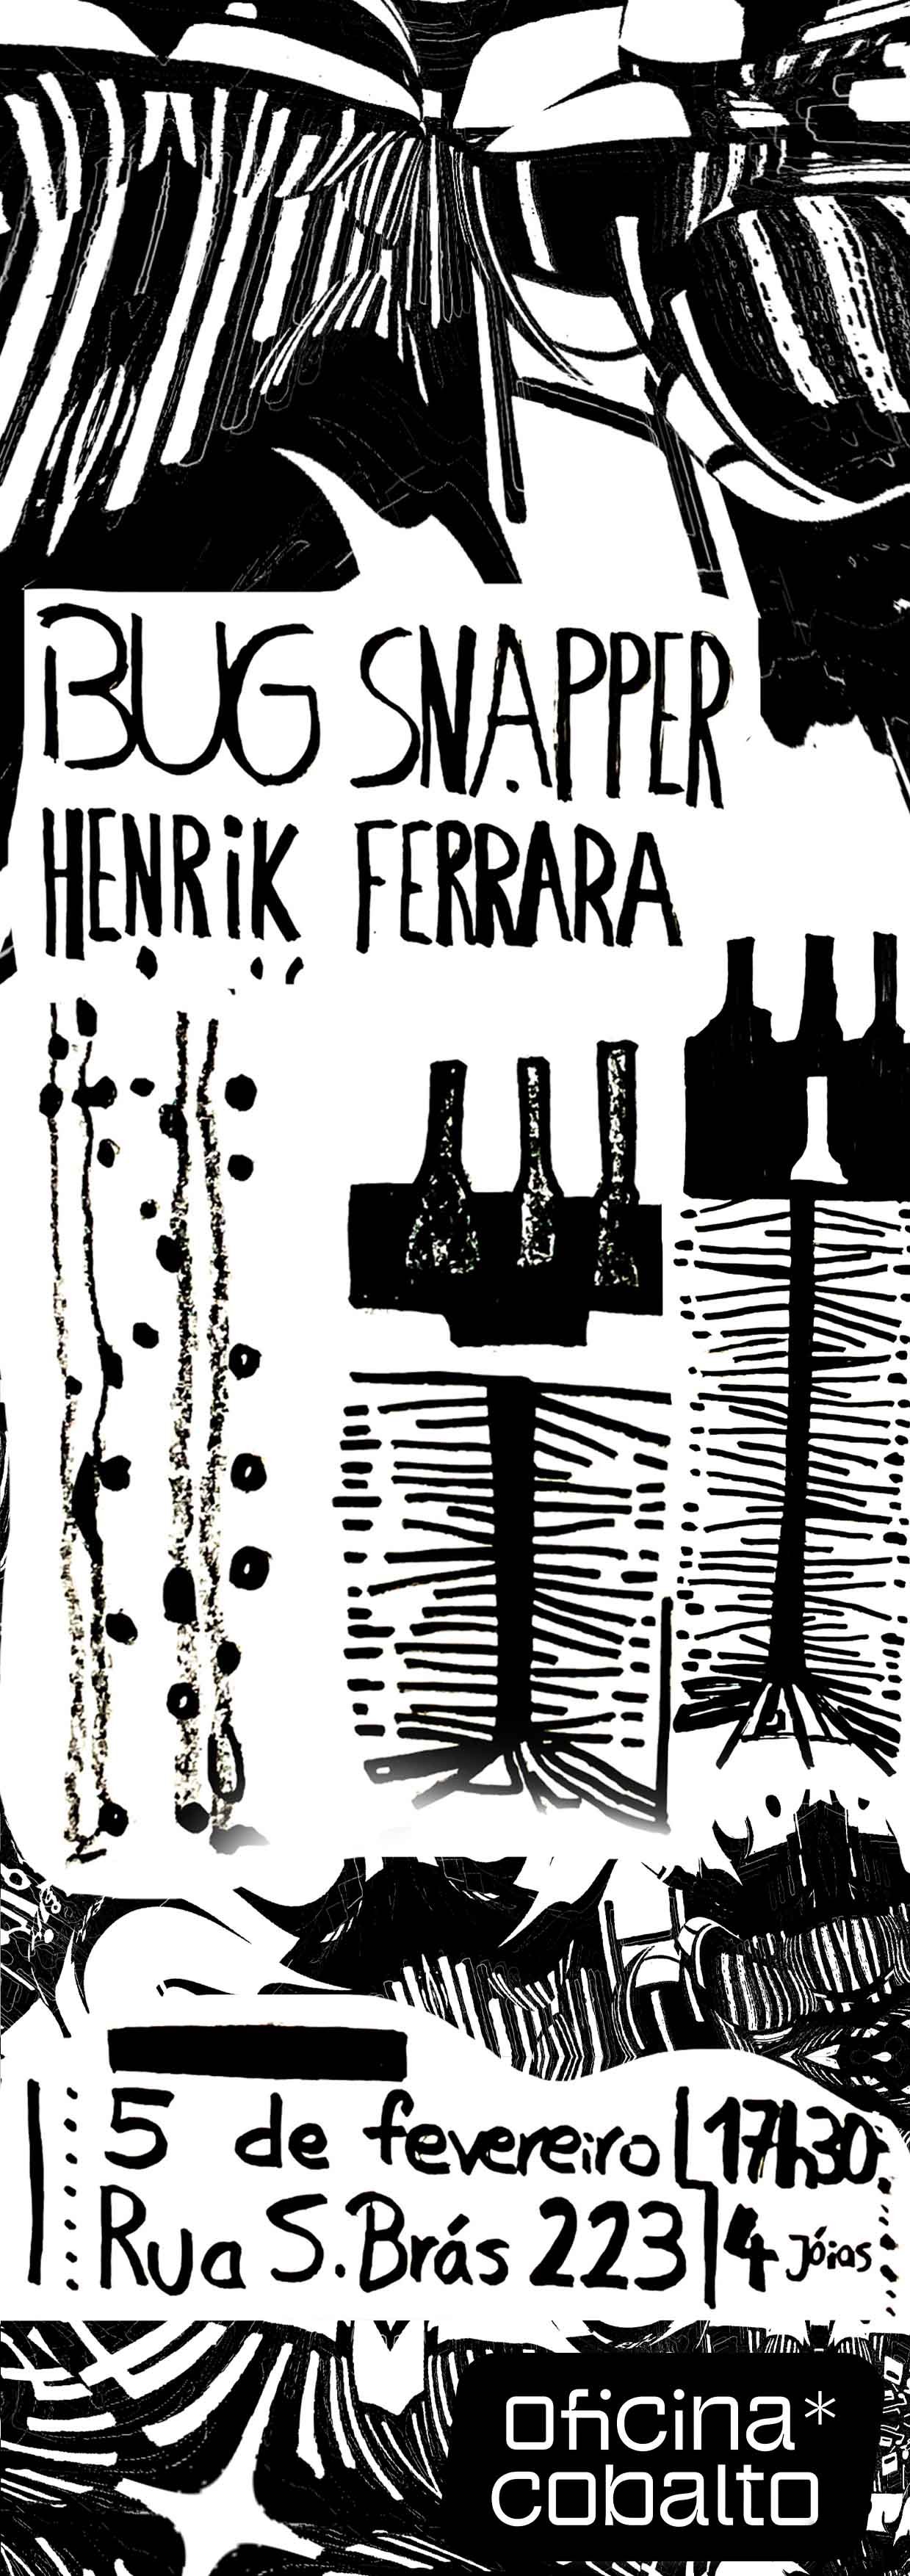 BUG SNAPPER
HENRiK FERRARA
5 de fevereiro 17h30
Rua S. Brás 223 4 jóias
oficina*
cobalto